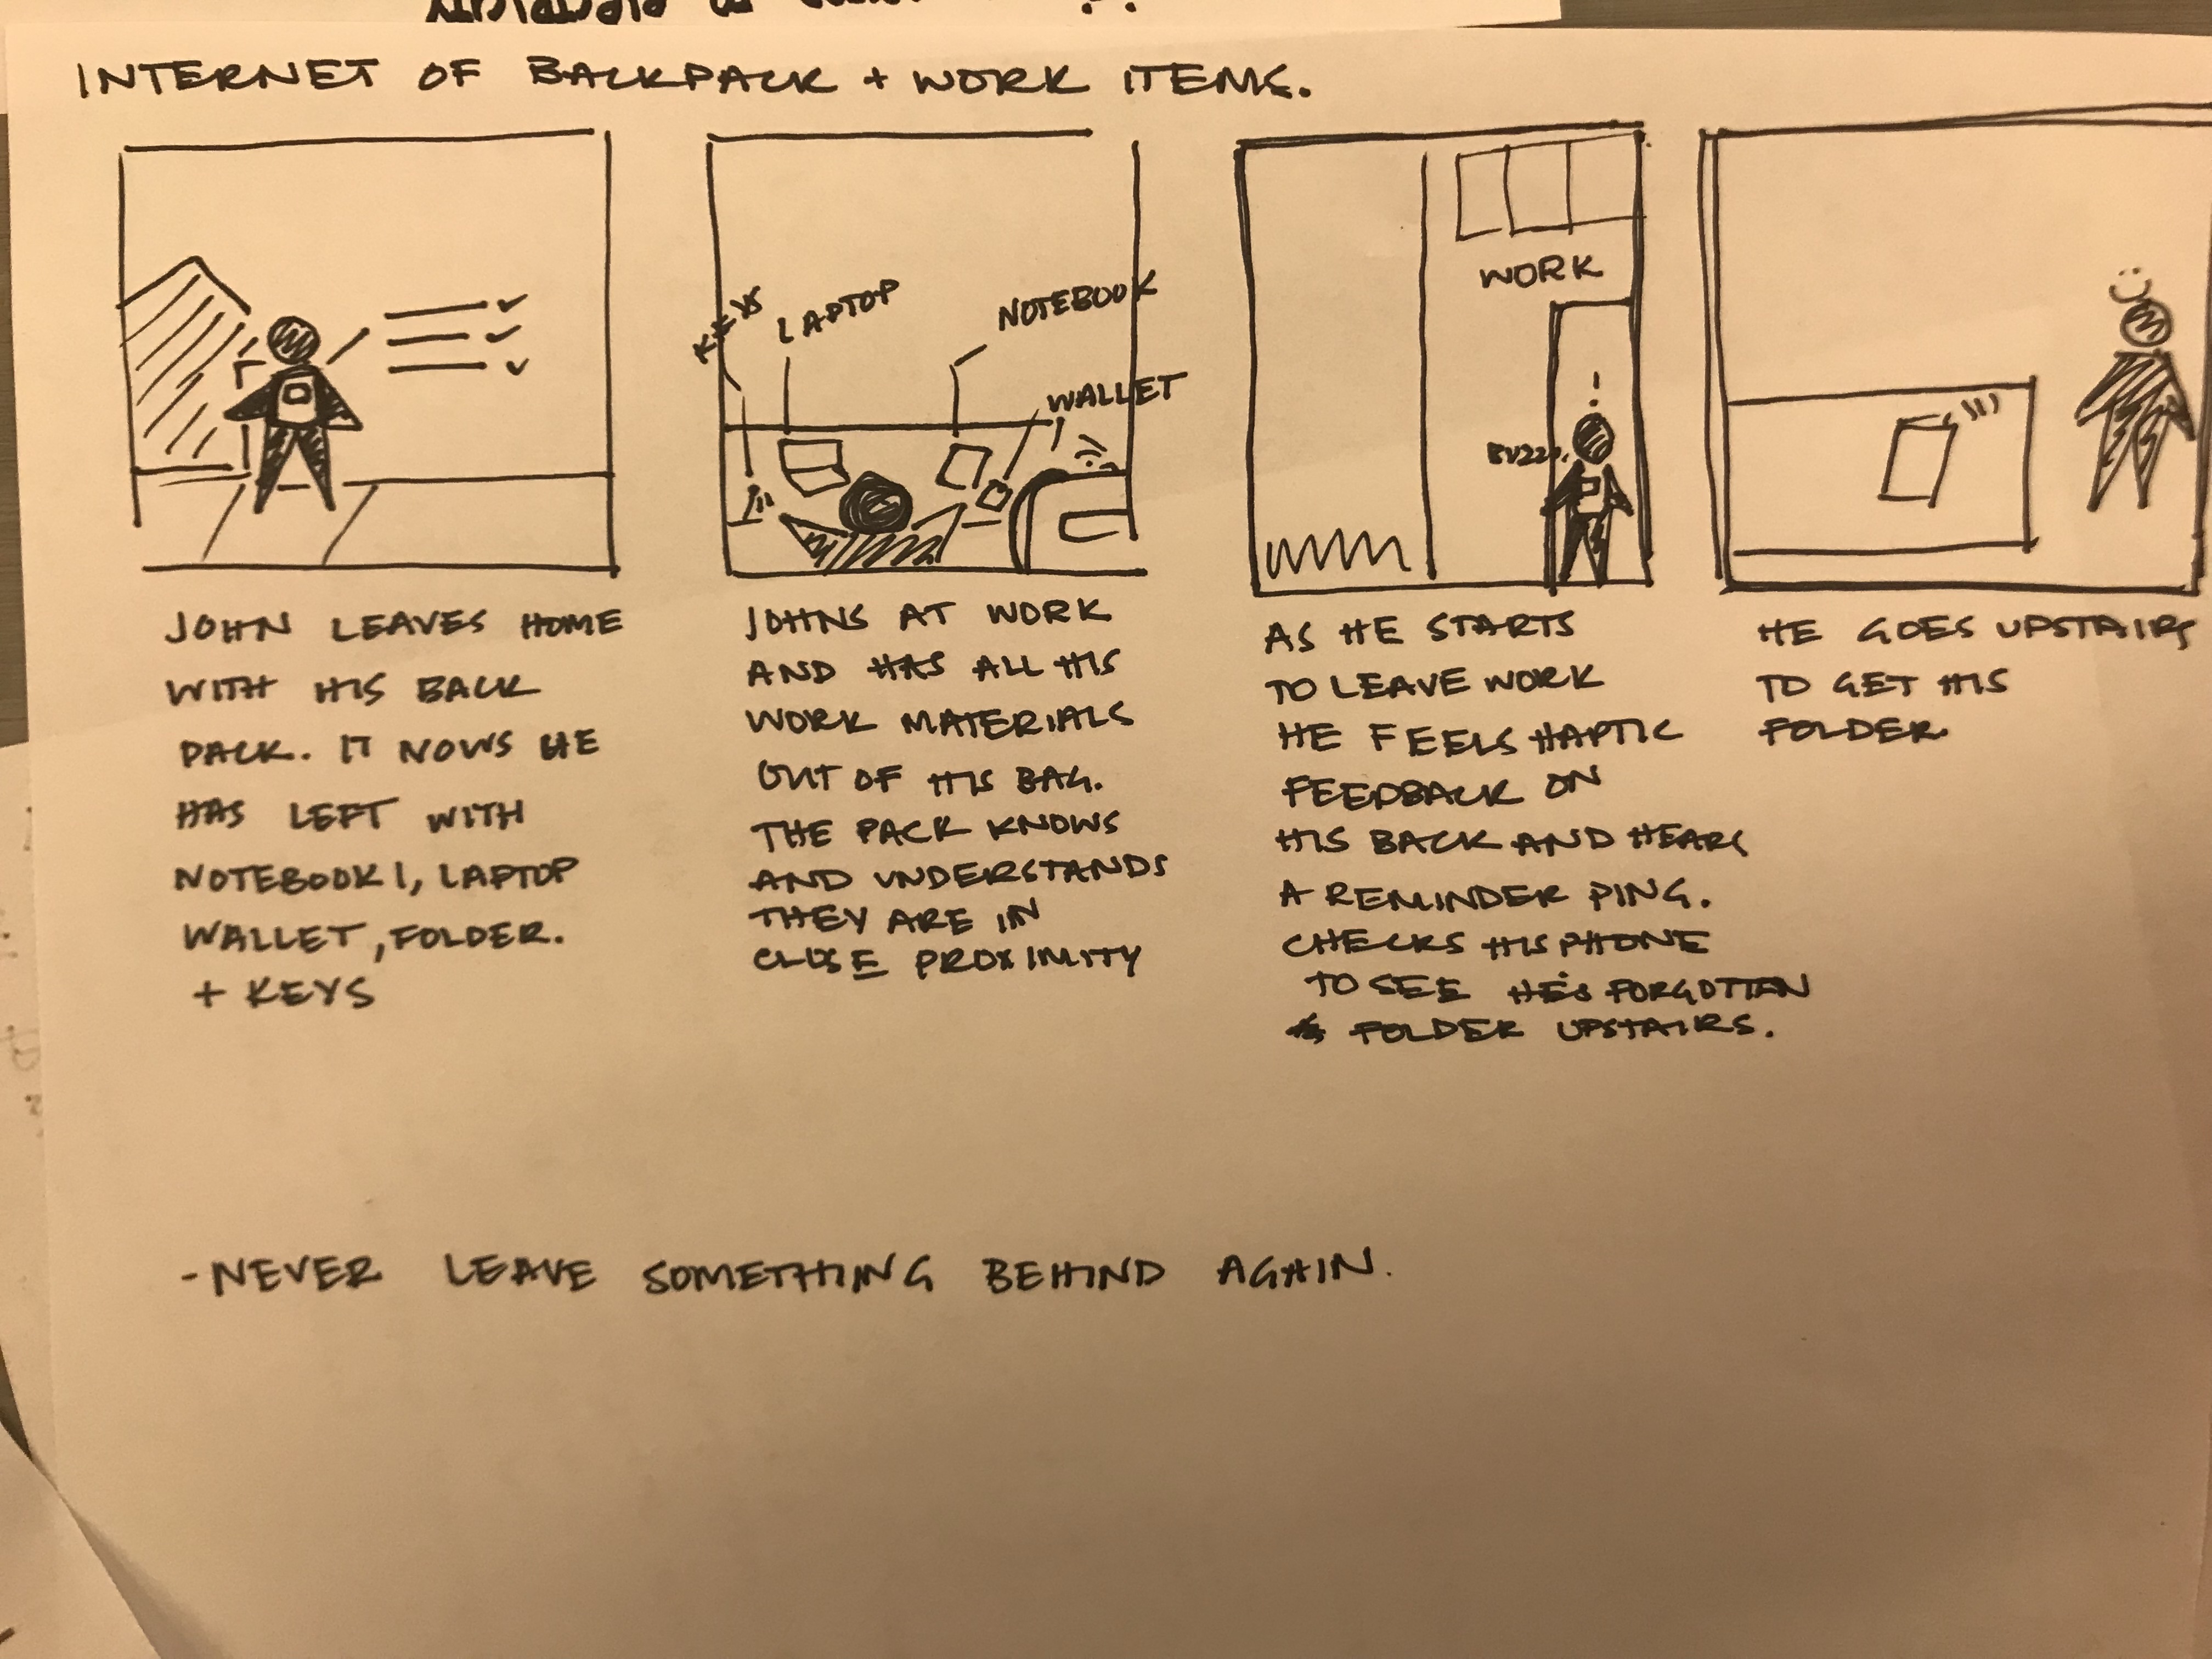 INTERNET OF BACKPACK + WORK ITEMS.
KEYS
LAPTOP
NOTEBOOK
WALLET
WORK
BUZZZ.
JOHN LEAVES HOME
WITH HIS BACK
PACK. IT NOWS HE
HAS LEFT WITH
NOTEBOOK 1, LAPTOP
WALLET, FOLDER.
+ KEYS
JOHNS AT WORK
AND HAS ALL HIS
WORK MATERIALS
OUT OF HIS BAG.
THE PACK KNOWS
AND UNDERSTANDS
THEY ARE IN
CLOSE PROXIMITY
AS HE STARTS
TO LEAVE WORK
HE FEELS HAPTIC
FEEDBACK ON
HIS BACK AND HEARS
A REMINDER PING.
CHECKS HIS PHONE
TO SEE HE'S FORGOTTEN
FOLDER UPSTAIRS.
HE GOES UPSTAIRS
TO GET HIS
FOLDER.
- NEVER LEAVE SOMETHING BEHIND AGAIN.